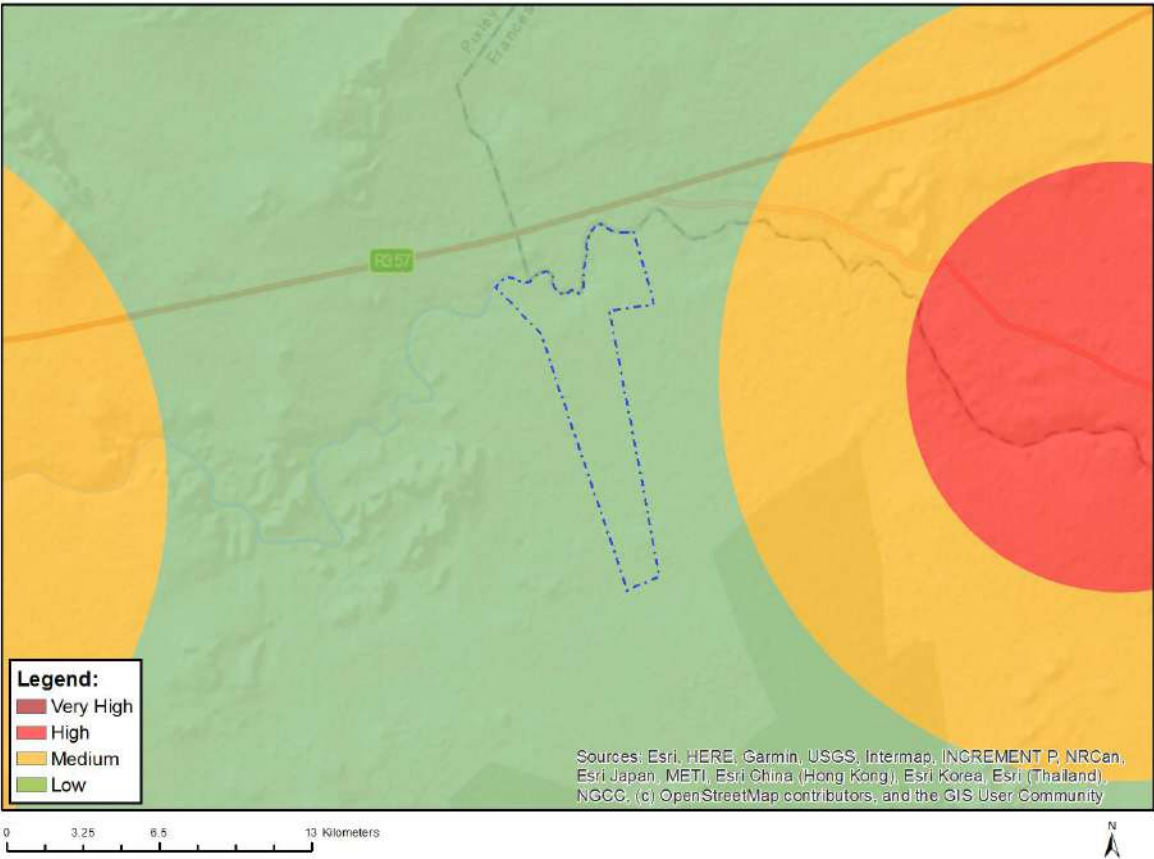 Pixley
Frances
R357
Legend:
Very High
High
Medium
Low
Sources: Esri, HERE, Garmin, USGS, Intermap, INCREMENT P, NRCan,
Esri Japan, METI, Esri China (Hong Kong), Esri Korea, Esri (Thailand),
NGCC, (c) OpenStreetMap contributors, and the GIS User Community
0 3.25 6.5 13 Kilometers
N